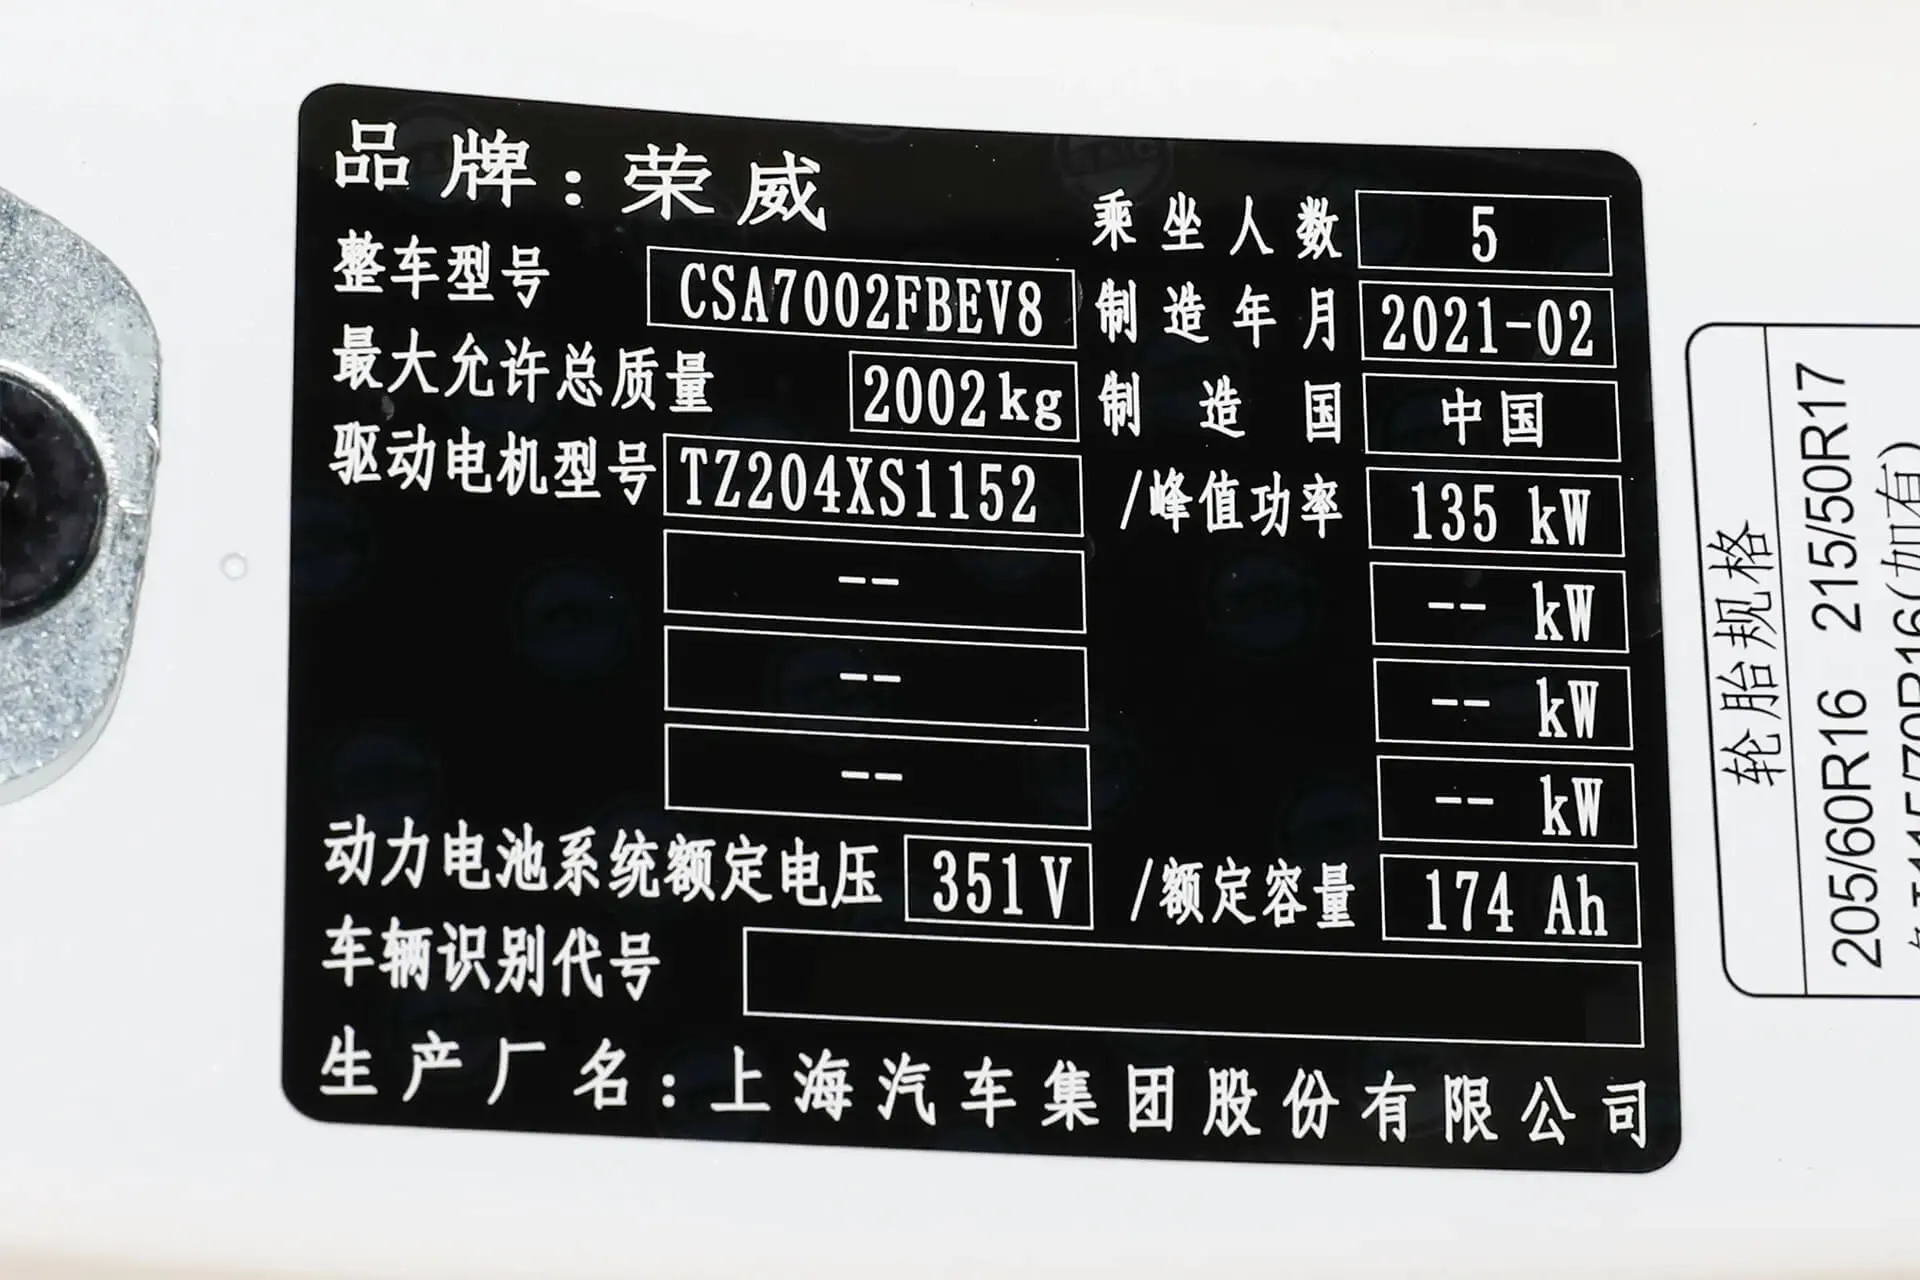 品牌：荣威
乘坐人数 5
整车型号 CSA7002FBEV8 制造年月 2021-02
最大允许总质量 2002kg 制造国 中国
驱动电机型号 TZ204XS1152 /峰值功率 135 kW
-- -- kW
-- -- kW
-- -- kW
动力电池系统额定电压 351V /额定容量 174 Ah
车辆识别代号
生产厂名：上海汽车集团股份有限公司
轮胎规格
205/60R16 215/50R17
(如有)